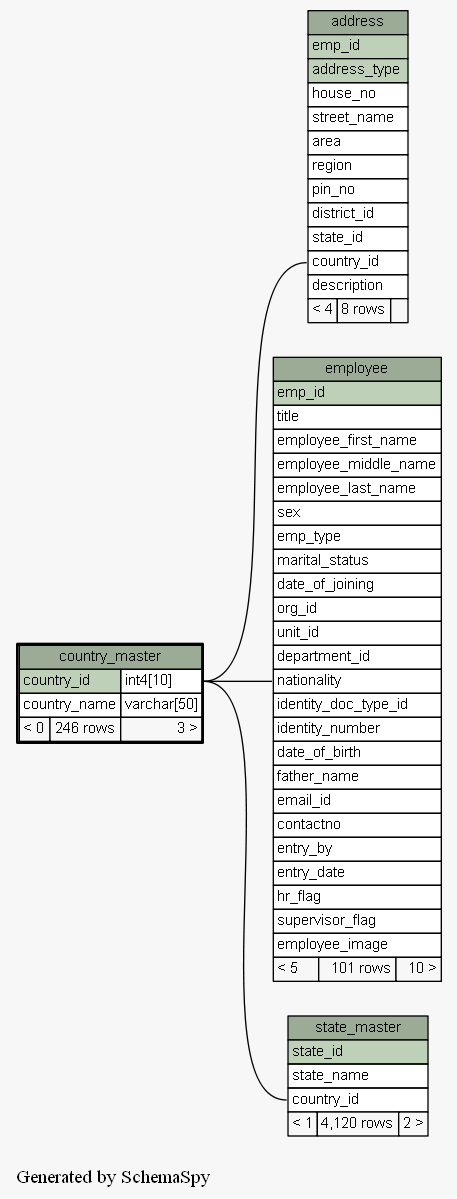 address
emp_id
address_type
house_no
street_name
area
region
pin_no
district_id
state_id
country_id
description
< 4 8 rows
employee
emp_id
title
employee_first_name
employee_middle_name
employee_last_name
sex
emp_type
marital_status
date_of_joining
org_id
unit_id
department_id
nationality
identity_doc_type_id
identity_number
date_of_birth
father_name
email_id
contactno
entry_by
entry_date
hr_flag
supervisor_flag
employee_image
< 5 101 rows 10 >
country_master
country_id int4[10]
country_name varchar[50]
< 0 246 rows 3 >
state_master
state_id
state_name
country_id
< 1 4,120 rows 2 >
Generated by SchemaSpy